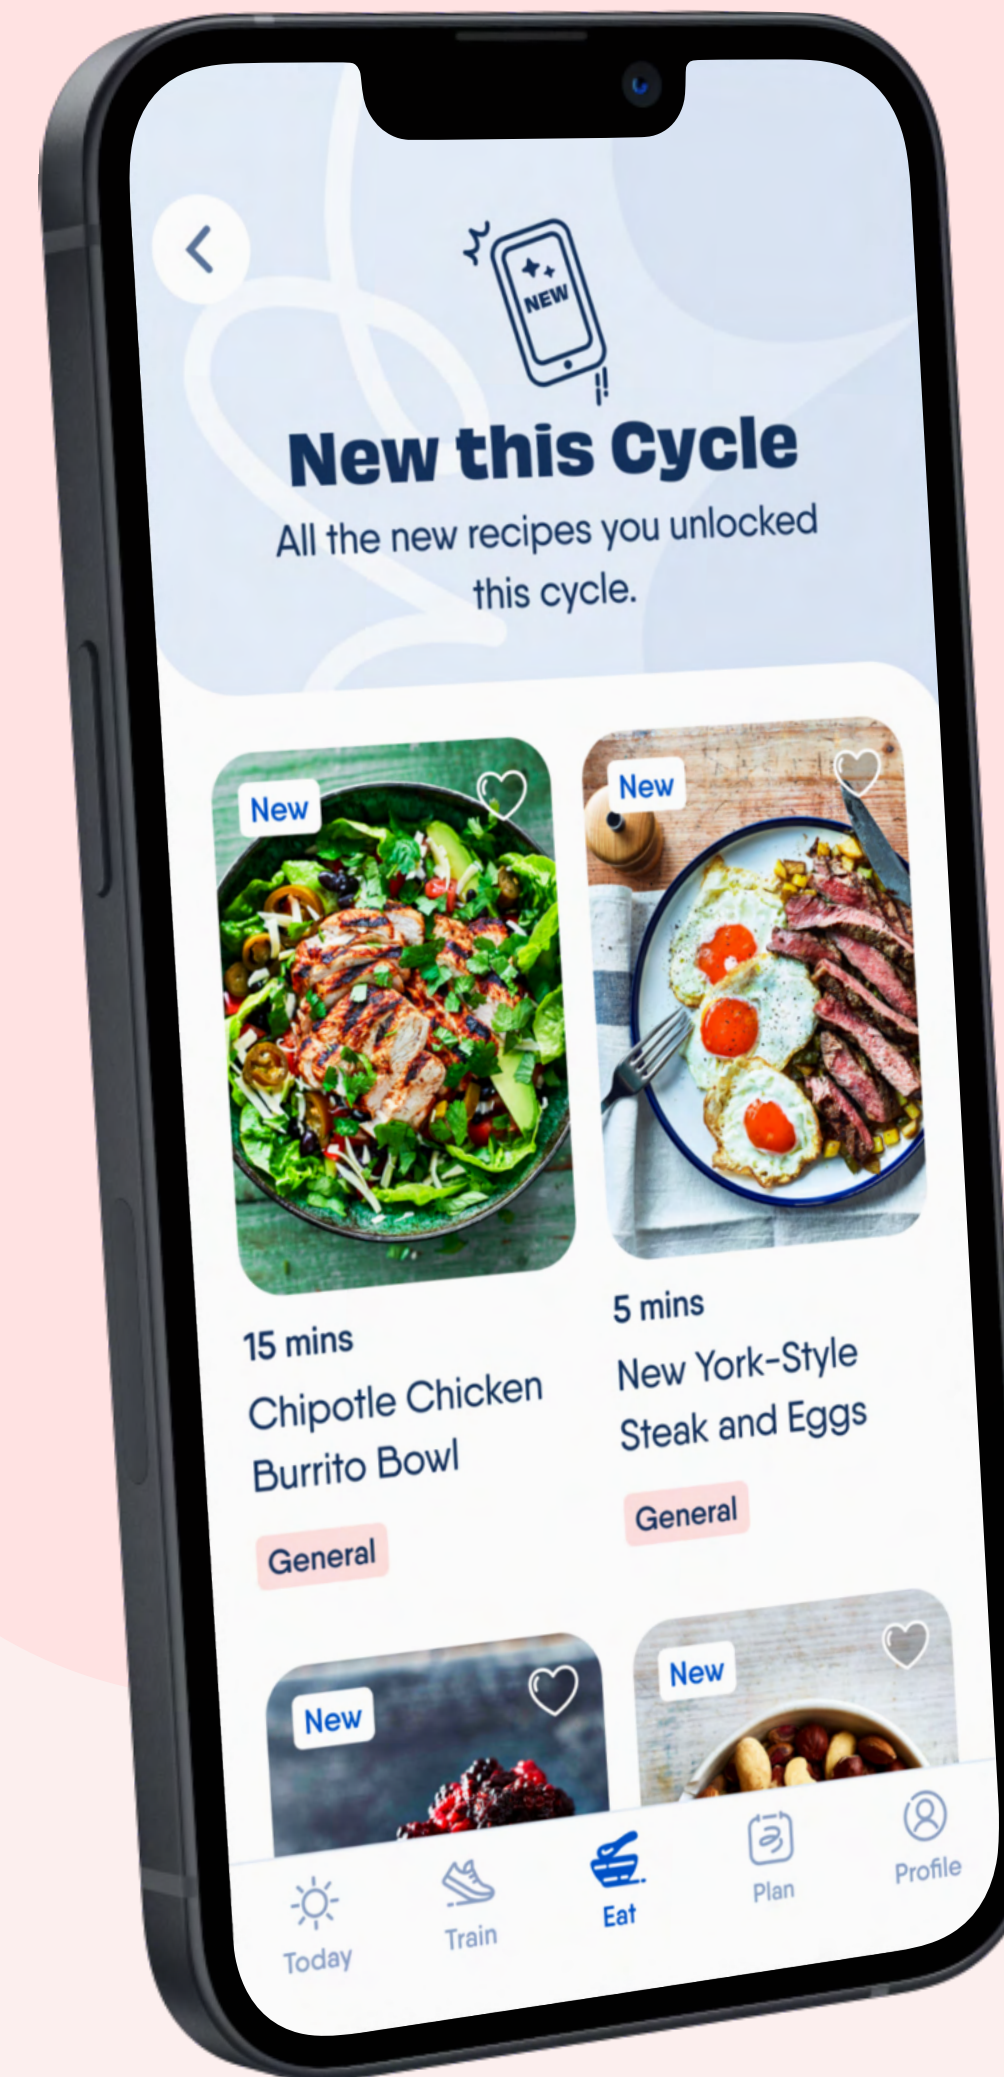 NEW
New this Cycle
All the new recipes you unlocked
this cycle.
New
New
15 mins
Chipotle Chicken
Burrito Bowl
General
5 mins
New York-Style
Steak and Eggs
General
New
New
Today
Train
Eat
Plan
Profile